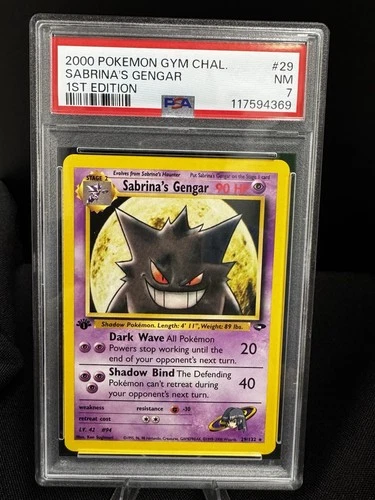 2000 POKEMON GYM CHAL. #29
SABRINA'S GENGAR NM
1ST EDITION PSA 7
117594369
Evolves from Sabrina's Haunter Put Sabrina's Gengar on the Stage 1 card
STAGE 2
Sabrina's Gengar 90 HP
Shadow Pokémon. Length: 4' 11", Weight: 89 lbs.
Dark Wave All Pokémon
Powers stop working until the
end of your opponent's next turn. 20
Shadow Bind The Defending
Pokémon can't retreat during
your opponent's next turn. 40
weakness resistance -30
retreat cost
LV. 42 #94
29/132 ★